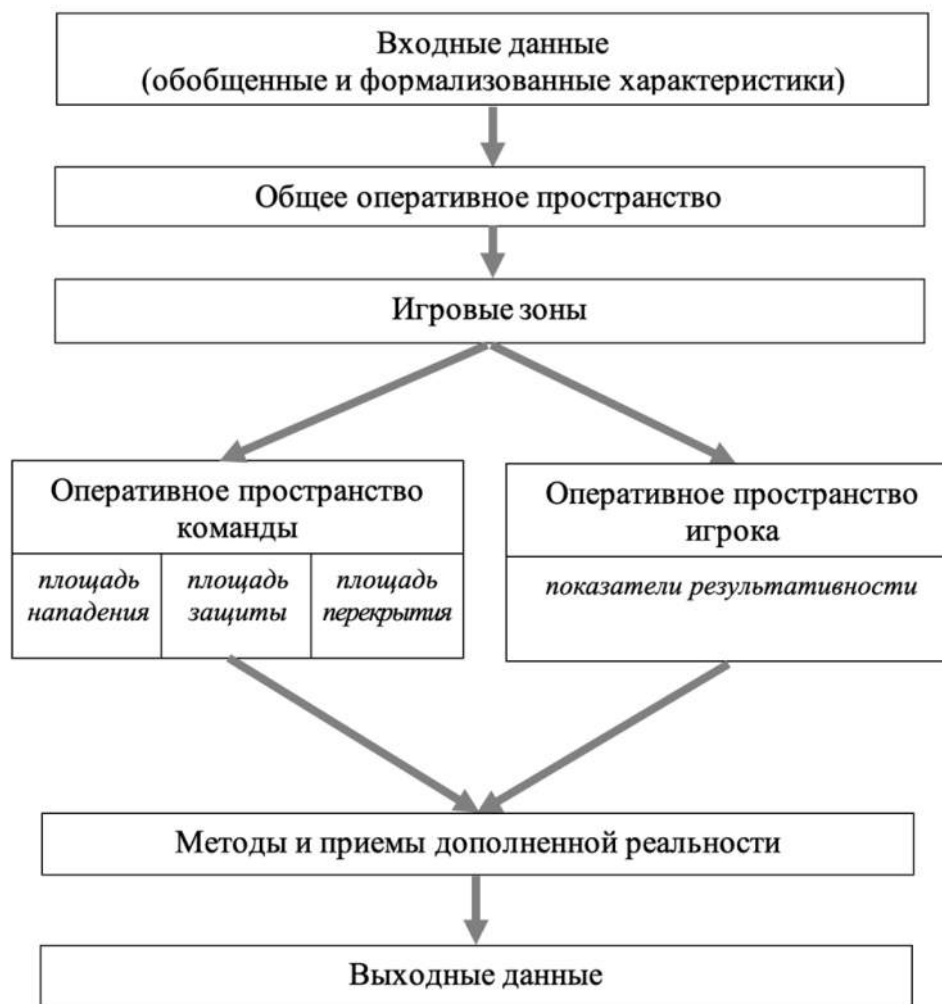 Входные данные
(обобщенные и формализованные характеристики)
Общее оперативное пространство
Игровые зоны
Оперативное пространство
команды
площадь
нападения
площадь
защиты
площадь
перекрытия
Оперативное пространство
игрока
показатели результативности
Методы и приемы дополненной реальности
Выходные данные